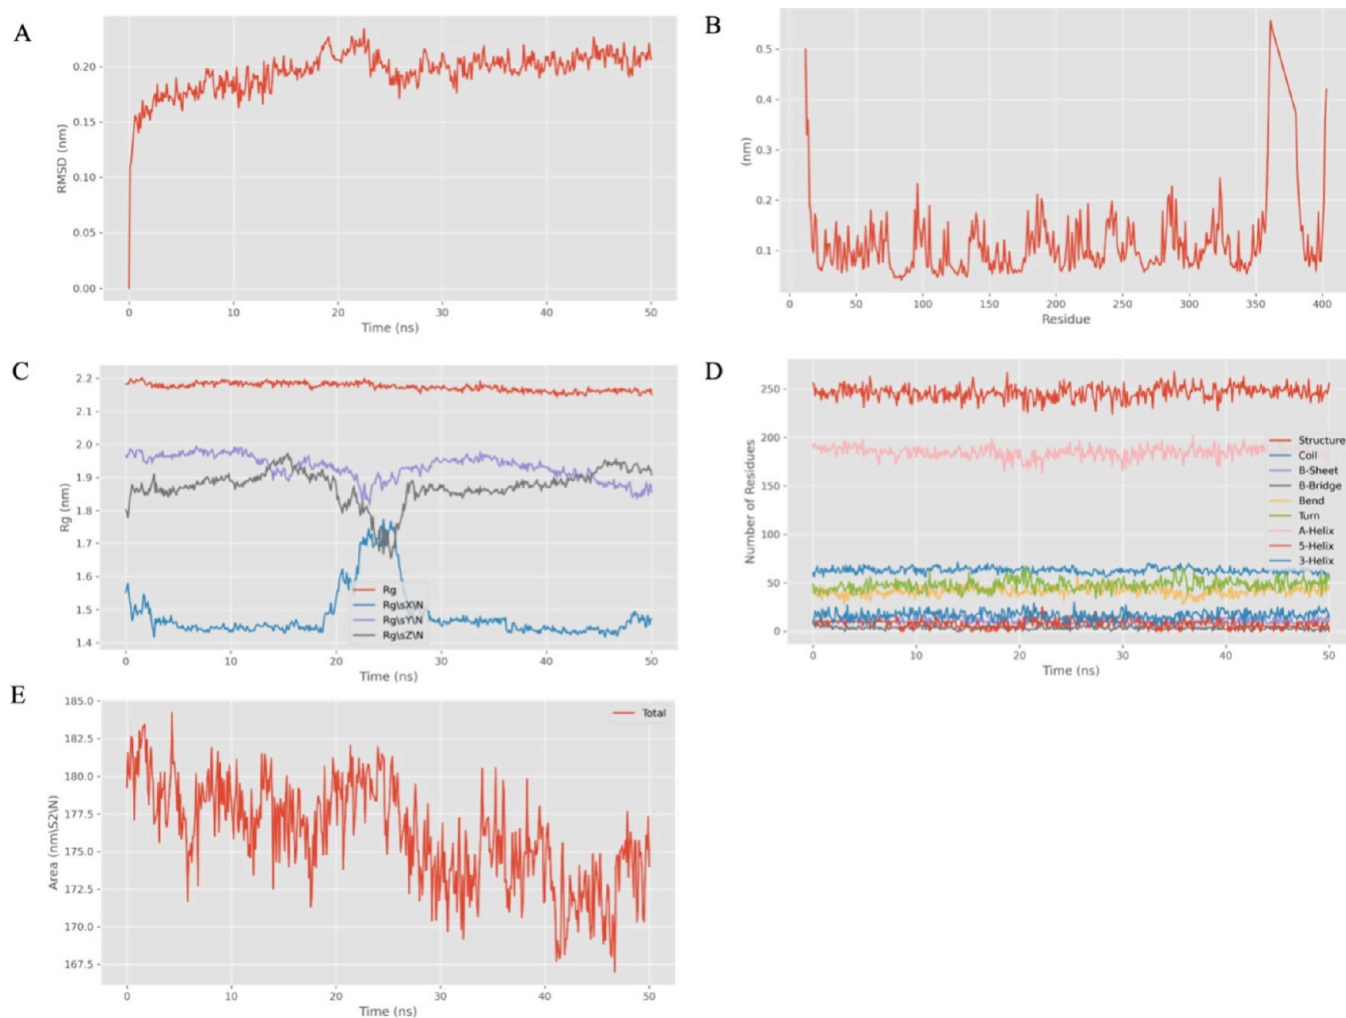 A
RMSD (nm)
0.20
0.15
0.10
0.05
0.00
0 10 20 30 40 50
Time (ns)
B
(nm)
0.5
0.4
0.3
0.2
0.1
0 50 100 150 200 250 300 350 400
Residue
C
Rg (nm)
2.2
2.1
2.0
1.9
1.8
1.7
1.6
1.5
1.4
Rg
Rg\sX\N
Rg\sY\N
Rg\sZ\N
0 10 20 30 40 50
Time (ns)
D
Number of Residues
250
200
150
100
50
0
Structure
Coil
B-Sheet
B-Bridge
Bend
Turn
A-Helix
5-Helix
3-Helix
0 10 20 30 40 50
Time (ns)
E
Area (nm\S2\N)
185.0
182.5
180.0
177.5
175.0
172.5
170.0
167.5
Total
0 10 20 30 40 50
Time (ns)